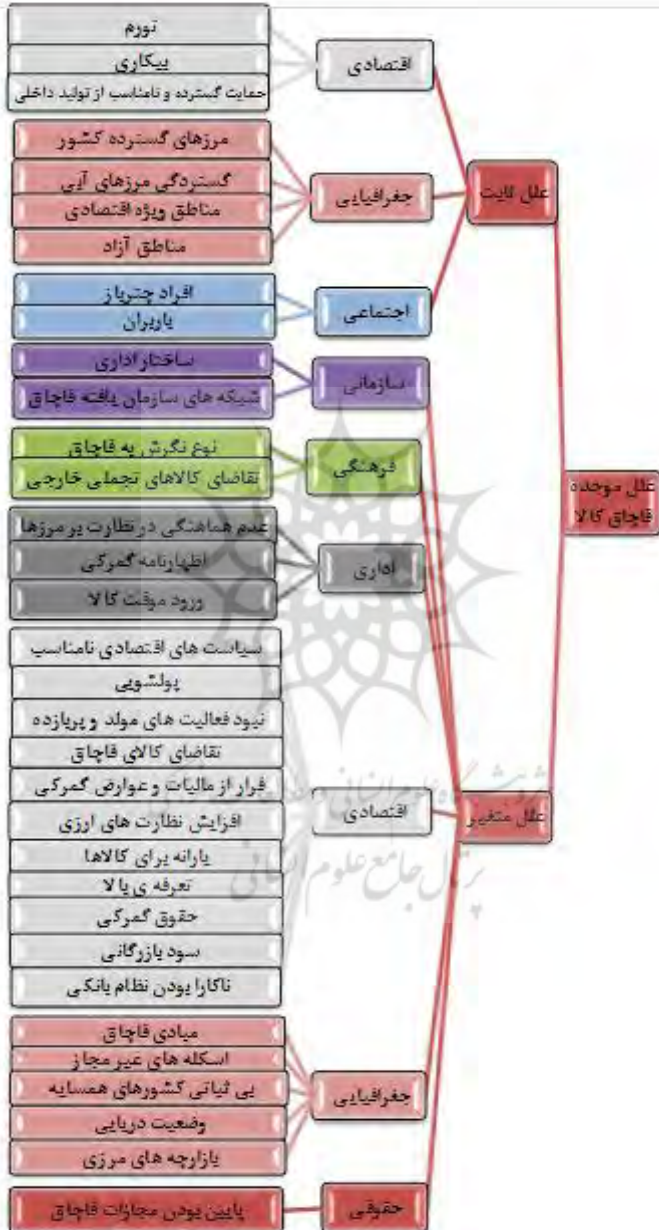 علل موجده
قاچاق کالا
علل ثابت
اقتصادی
تورم
بیکاری
حمایت گسترده و نامناسب از تولید داخلی
جغرافیایی
مرزهای گسترده کشور
گستردگی مرزهای آبی
مناطق ویژه اقتصادی
مناطق آزاد
اجتماعی
افراد چترباز
باربران
علل متغیر
سازمانی
ساختار اداری
شبکه های سازمان یافته قاچاق
فرهنگی
نوع نگرش به قاچاق
تقاضای کالاهای تجملی خارجی
اداری
عدم هماهنگی در نظارت بر مرزها
اظهارنامه گمرکی
ورود موقت کالا
اقتصادی
سیاست های اقتصادی نامناسب
پولشویی
نبود فعالیت های مولد و پربازده
تقاضای کالای قاچاق
فرار از مالیات و عوارض گمرکی
افزایش نظارت های ارزی
یارانه برای کالاها
تعرفه ی بالا
حقوق گمرکی
سود بازرگانی
ناکارا بودن نظام بانکی
جغرافیایی
مبادی قاچاق
اسکله های غیر مجاز
بی ثباتی کشورهای همسایه
وضعیت دریایی
بازارچه های مرزی
حقوقی
پایین بودن مجازات قاچاق
پرتال جامع علوم انسانی